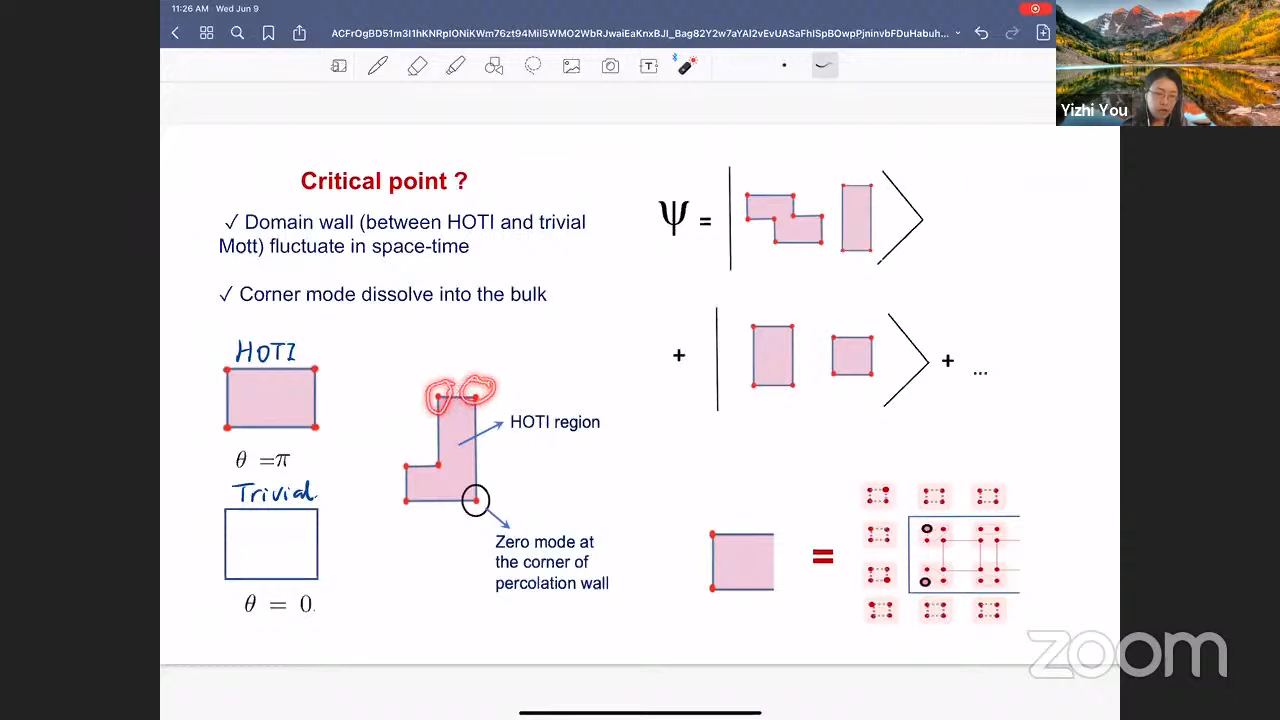 11:26 AM Wed Jun 9
Yizhi You
Critical point ?
✓ Domain wall (between HOTI and trivial
Mott) fluctuate in space-time
✓ Corner mode dissolve into the bulk
ψ =
+
+ ...
HOTI
θ =π
Trivial.
θ = 0.
HOTI region
Zero mode at
the corner of
percolation wall
=
zoom